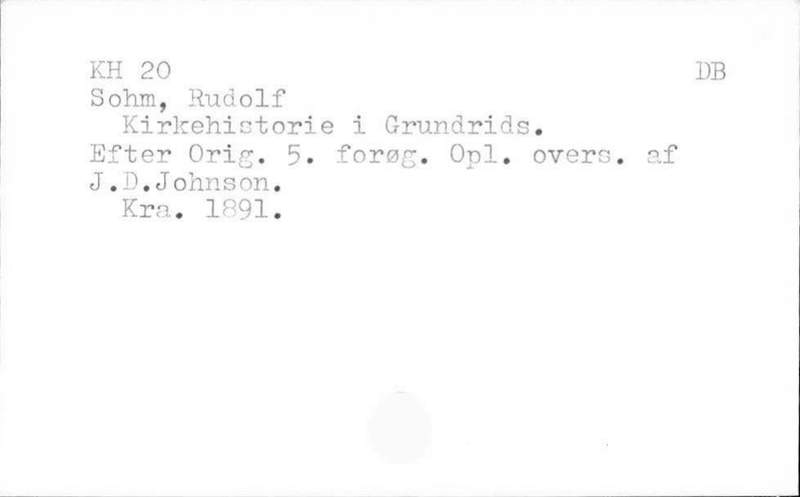 KH 20 DB
Sohm, Rudolf
Kirkehistorie i Grundrids.
Efter Orig. 5. forøg. Opl. overs. af
J.D.Johnson.
Kra. 1891.